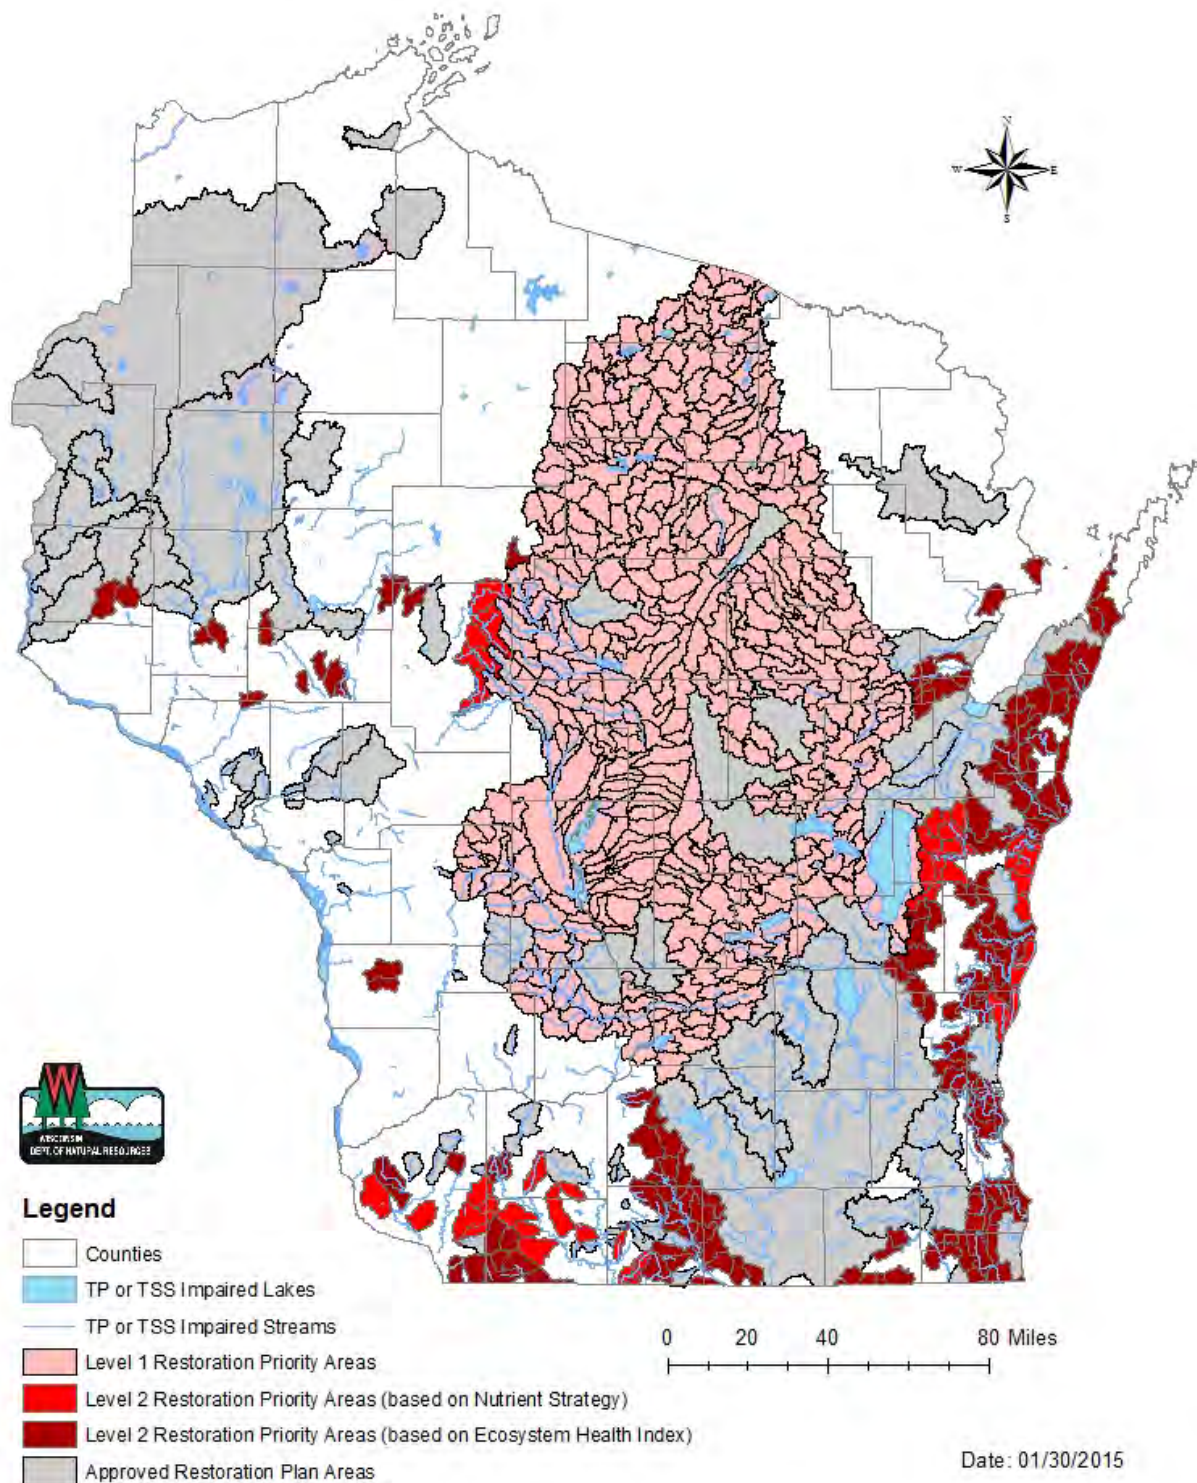 N
W E
S
WISCONSIN
DEPT. OF NATURAL RESOURCES
Legend
Counties
TP or TSS Impaired Lakes
TP or TSS Impaired Streams
Level 1 Restoration Priority Areas
Level 2 Restoration Priority Areas (based on Nutrient Strategy)
Level 2 Restoration Priority Areas (based on Ecosystem Health Index)
Approved Restoration Plan Areas
0 20 40 80 Miles
Date: 01/30/2015